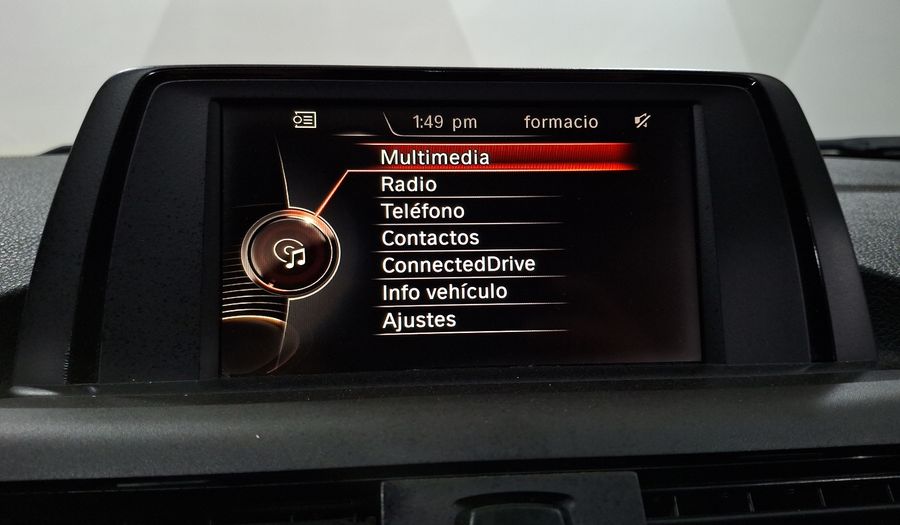 1:49 pm formacio
Multimedia
Radio
Teléfono
Contactos
ConnectedDrive
Info vehículo
Ajustes